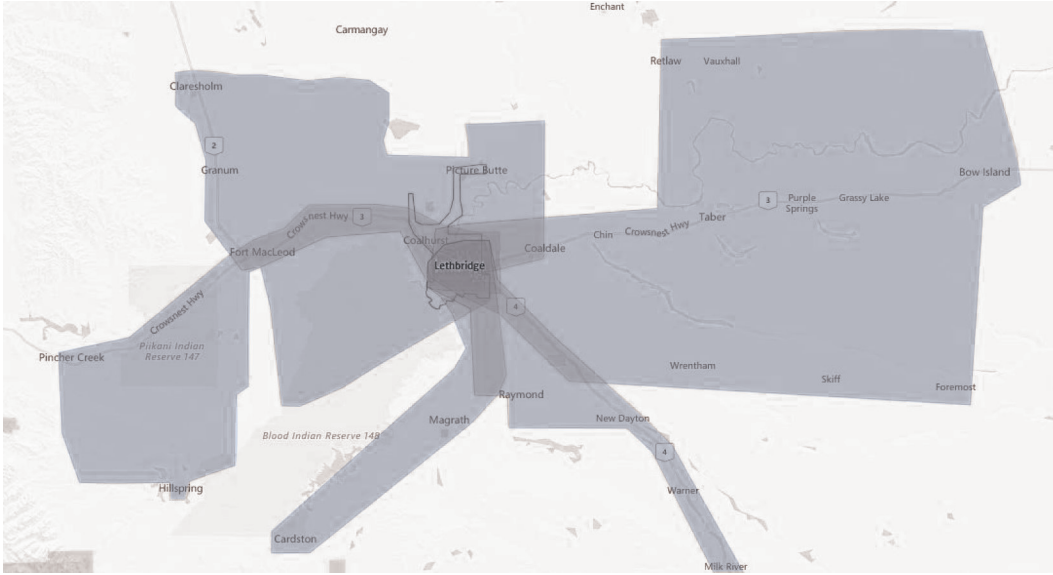 Enchant
Carmangay
Retlaw
Vauxhall
Claresholm
2
Granum
Picture Butte
Bow Island
3
Purple
Springs
Grassy Lake
Crowsnest Hwy
3
Taber
Crowsnest Hwy
Chin
Coalhurst
Coaldale
Fort MacLeod
Lethbridge
Crowsnest Hwy
4
Piikani Indian
Reserve 147
Pincher Creek
Wrentham
Skiff
Foremost
Raymond
Magrath
New Dayton
Blood Indian Reserve 148
4
Hillspring
Warner
Cardston
Milk River